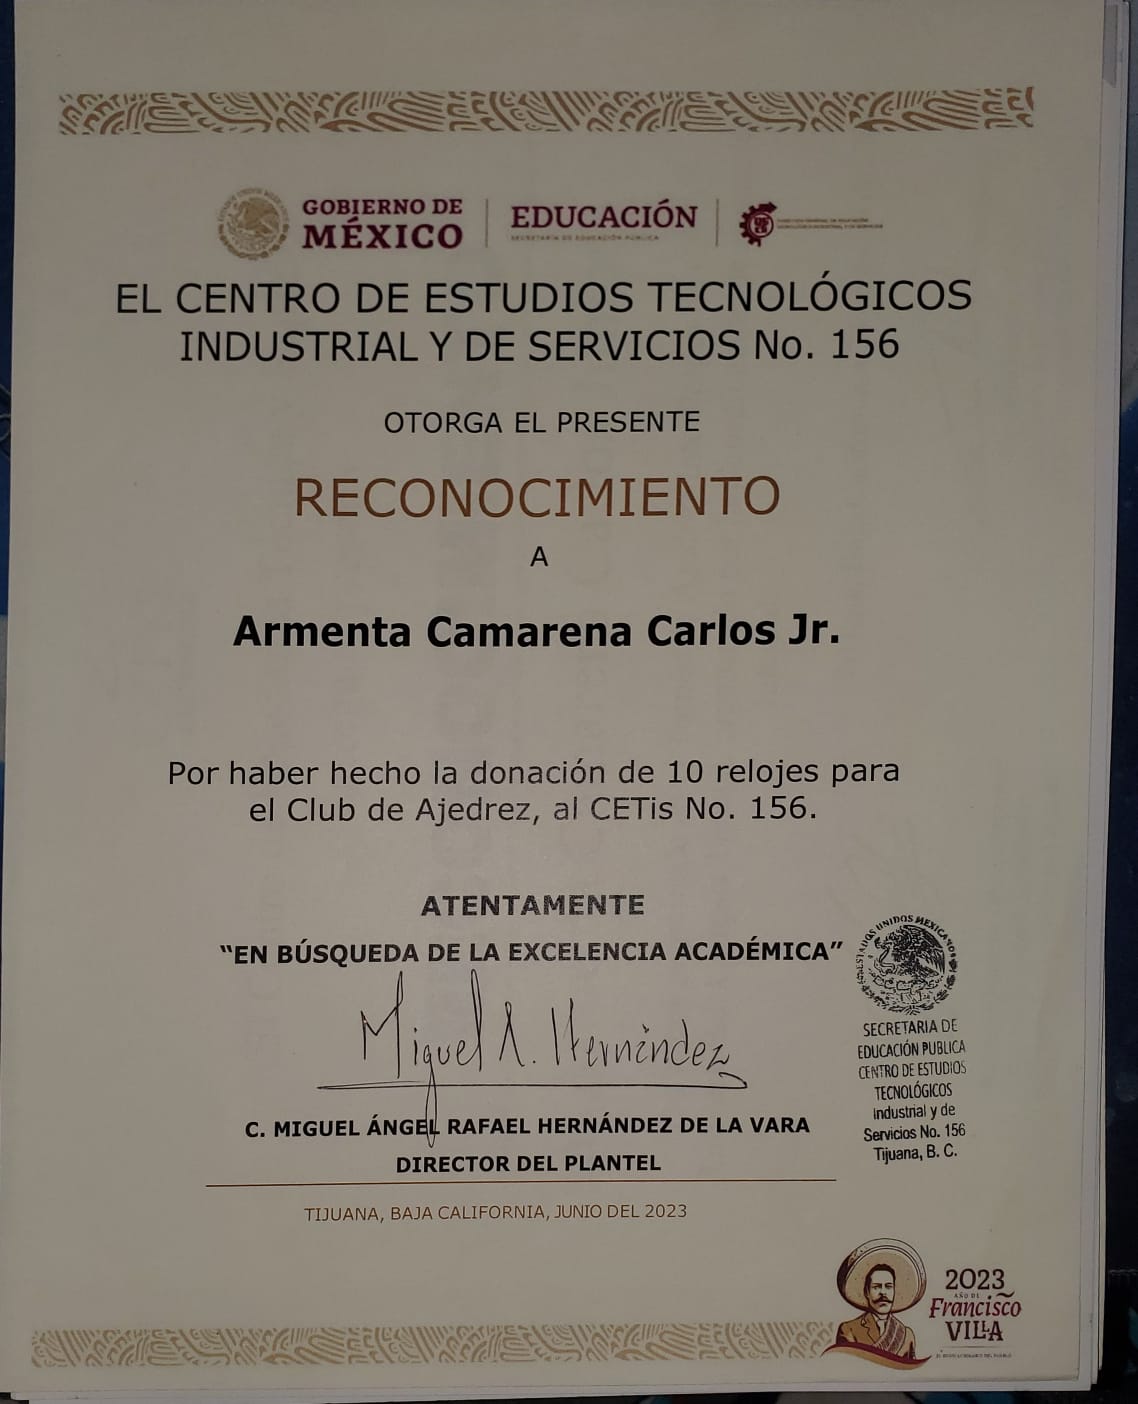 GOBIERNO DE
MÉXICO
EDUCACIÓN
SECRETARÍA DE EDUCACIÓN PÚBLICA
EL CENTRO DE ESTUDIOS TECNOLÓGICOS
INDUSTRIAL Y DE SERVICIOS No. 156
OTORGA EL PRESENTE
RECONOCIMIENTO
A
Armenta Camarena Carlos Jr.
Por haber hecho la donación de 10 relojes para
el Club de Ajedrez, al CETis No. 156.
ATENTAMENTE
“EN BÚSQUEDA DE LA EXCELENCIA ACADÉMICA”
Miguel A. Hernández
C. MIGUEL ÁNGEL RAFAEL HERNÁNDEZ DE LA VARA
DIRECTOR DEL PLANTEL
TIJUANA, BAJA CALIFORNIA, JUNIO DEL 2023
ESTADOS UNIDOS MEXICANOS
SECRETARIA DE
EDUCACIÓN PUBLICA
CENTRO DE ESTUDIOS
TECNOLÓGICOS
industrial y de
Servicios No. 156
Tijuana, B. C.
2023
AÑO DE
Francisco
VILLA